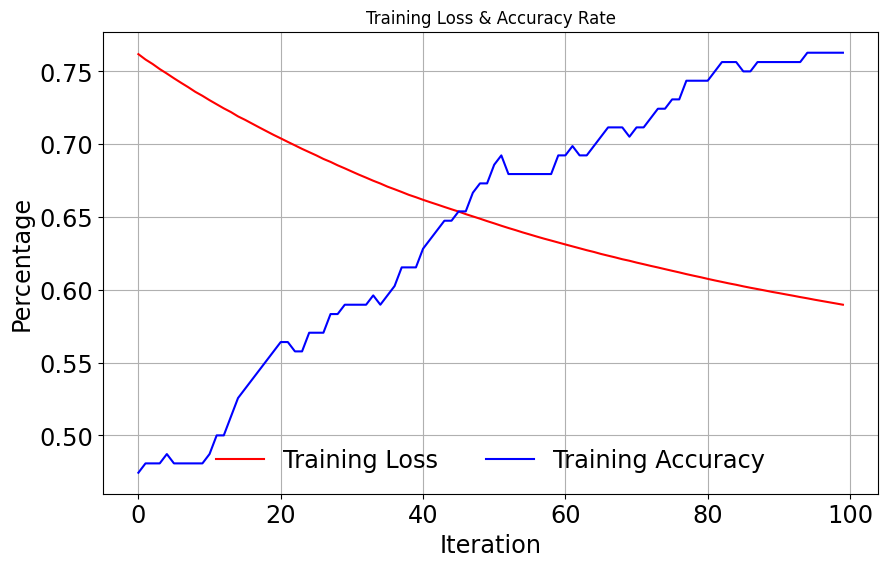 Training Loss & Accuracy Rate
Percentage
0.75
0.70
0.65
0.60
0.55
0.50
Training Loss
Training Accuracy
0 20 40 60 80 100
Iteration